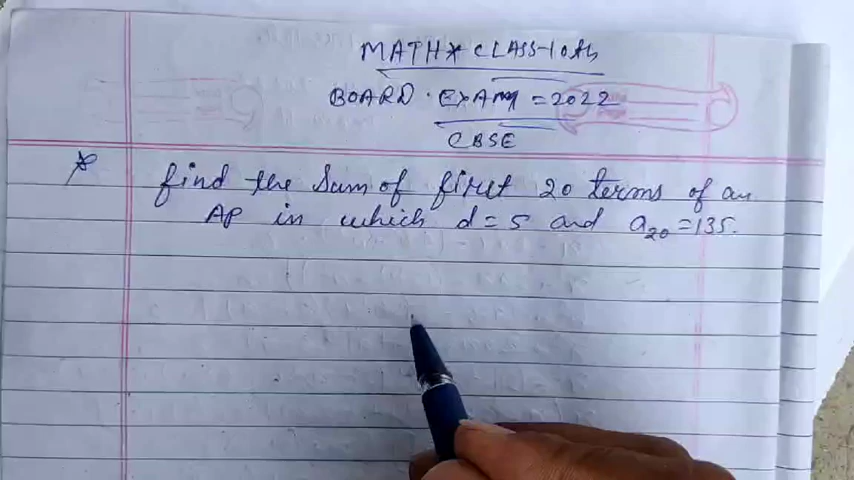 MATH* CLASS-10th
BOARD. EXAM = 2022
CBSE
* find the Sum of first 20 terms of an
AP in which d = 5 and a20 = 135.